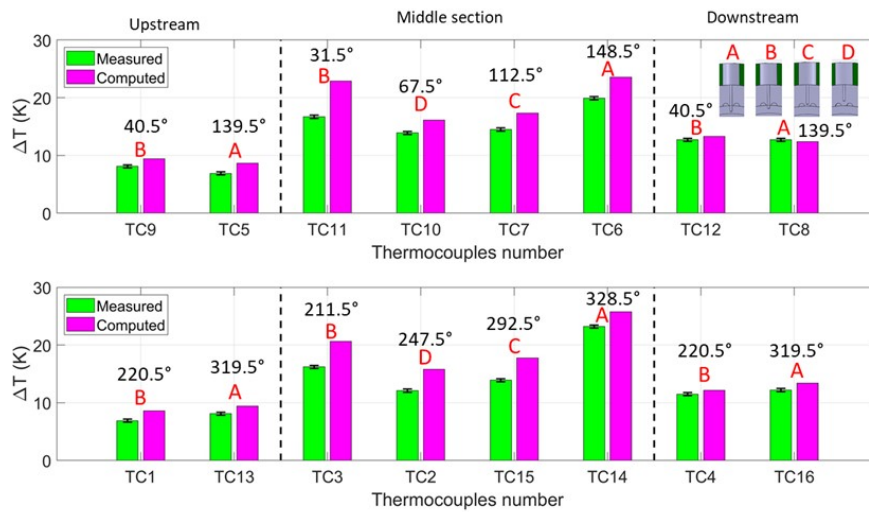 Upstream
Middle section
Downstream
30
20
10
0
ΔT (K)
Measured
Computed
40.5°
B
139.5°
A
31.5°
B
67.5°
D
112.5°
C
148.5°
A
40.5°
B
A
139.5°
A B C D
TC9 TC5 TC11 TC10 TC7 TC6 TC12 TC8
Thermocouples number
30
20
10
0
ΔT (K)
Measured
Computed
220.5°
B
319.5°
A
211.5°
B
247.5°
D
292.5°
C
328.5°
A
220.5°
B
319.5°
A
TC1 TC13 TC3 TC2 TC15 TC14 TC4 TC16
Thermocouples number